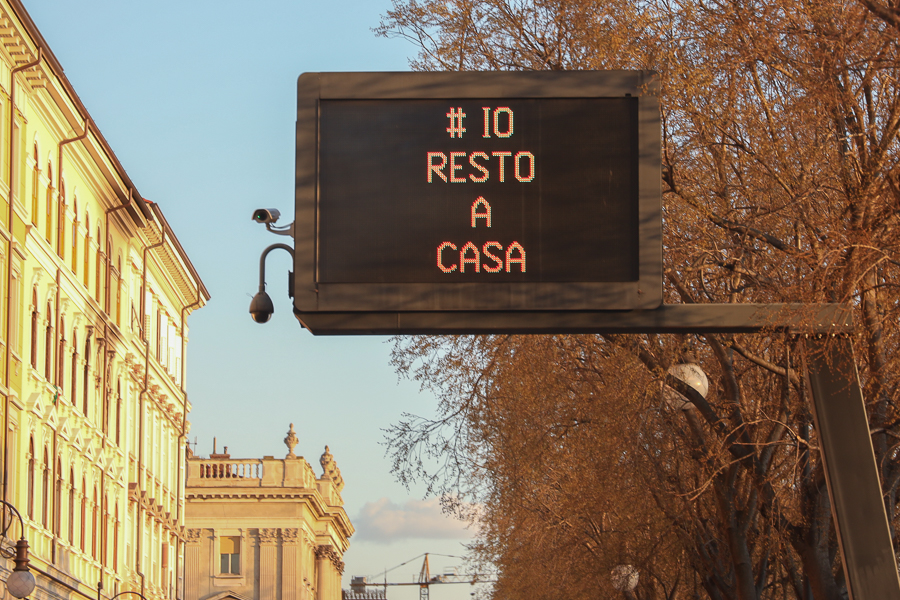 # IO
RESTO
A
CASA